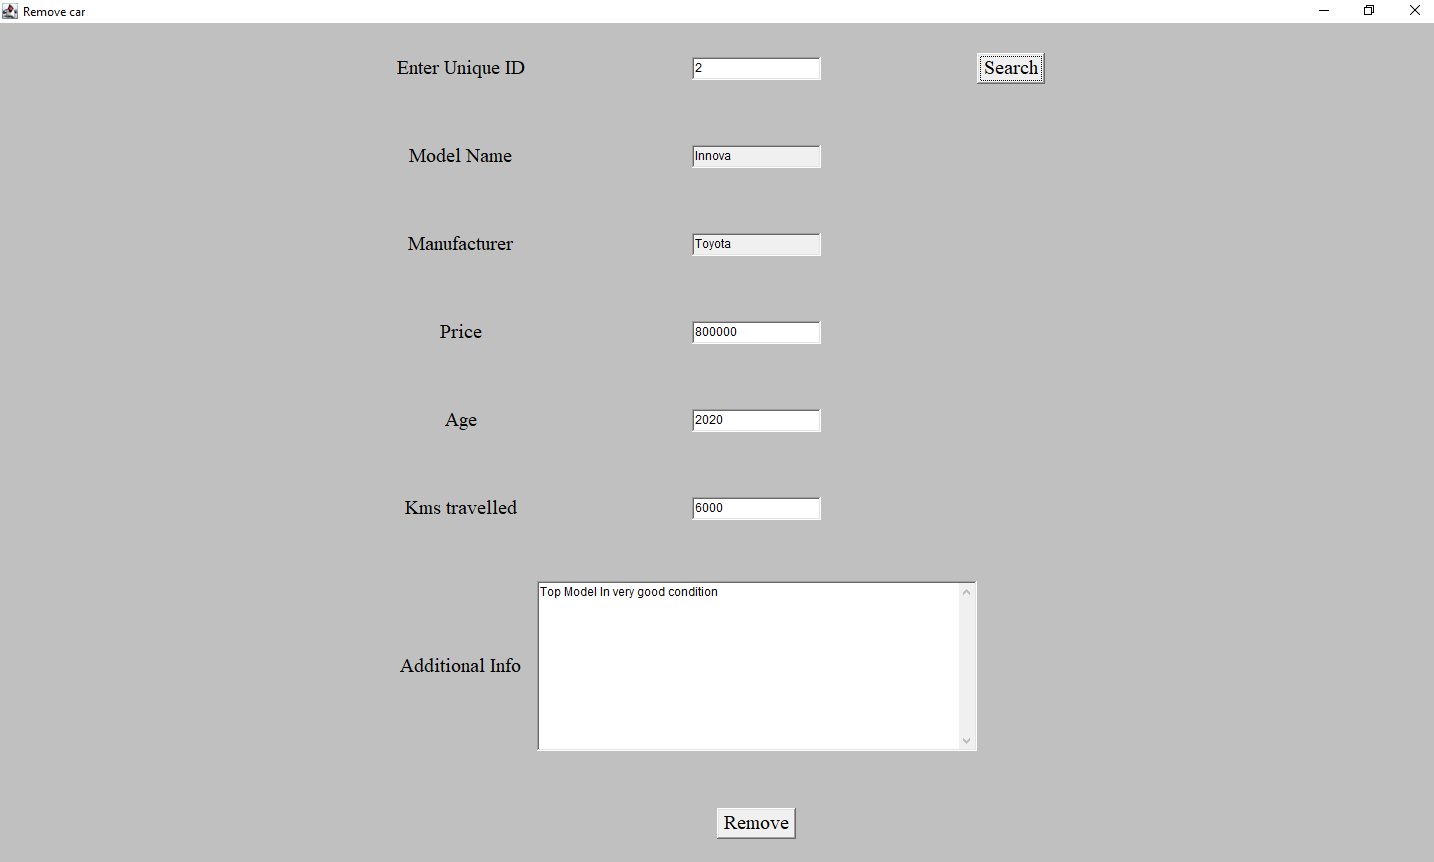 Remove car
Enter Unique ID 2 Search
Model Name Innova
Manufacturer Toyota
Price 800000
Age 2020
Kms travelled 6000
Top Model In very good condition
Additional Info
Remove